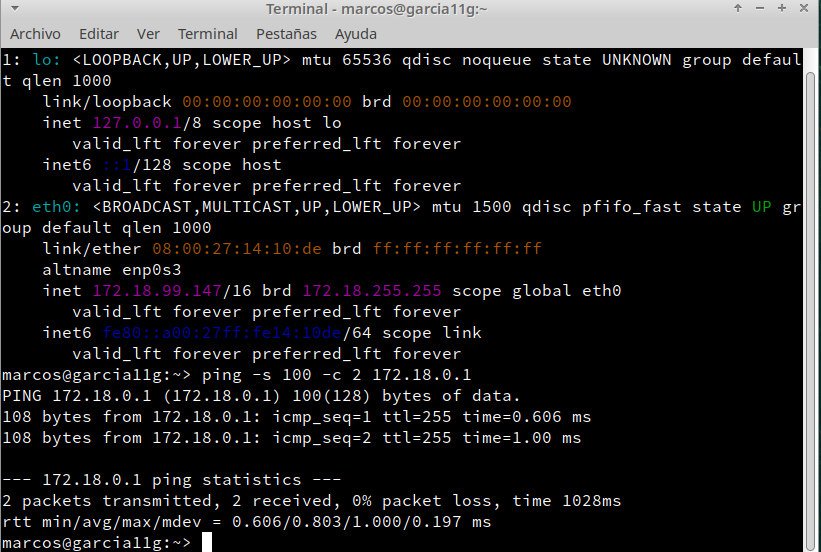 Terminal - marcos@garcia11g:~
Archivo Editar Ver Terminal Pestañas Ayuda
1: lo: <LOOPBACK,UP,LOWER_UP> mtu 65536 qdisc noqueue state UNKNOWN group defaul
t qlen 1000
    link/loopback 00:00:00:00:00:00 brd 00:00:00:00:00:00
    inet 127.0.0.1/8 scope host lo
       valid_lft forever preferred_lft forever
    inet6 ::1/128 scope host
       valid_lft forever preferred_lft forever
2: eth0: <BROADCAST,MULTICAST,UP,LOWER_UP> mtu 1500 qdisc pfifo_fast state UP gr
oup default qlen 1000
    link/ether 08:00:27:14:10:de brd ff:ff:ff:ff:ff:ff
    altname enp0s3
    inet 172.18.99.147/16 brd 172.18.255.255 scope global eth0
       valid_lft forever preferred_lft forever
    inet6 fe80::a00:27ff:fe14:10de/64 scope link
       valid_lft forever preferred_lft forever
marcos@garcia11g:~> ping -s 100 -c 2 172.18.0.1
PING 172.18.0.1 (172.18.0.1) 100(128) bytes of data.
108 bytes from 172.18.0.1: icmp_seq=1 ttl=255 time=0.606 ms
108 bytes from 172.18.0.1: icmp_seq=2 ttl=255 time=1.00 ms
--- 172.18.0.1 ping statistics ---
2 packets transmitted, 2 received, 0% packet loss, time 1028ms
rtt min/avg/max/mdev = 0.606/0.803/1.000/0.197 ms
marcos@garcia11g:~>